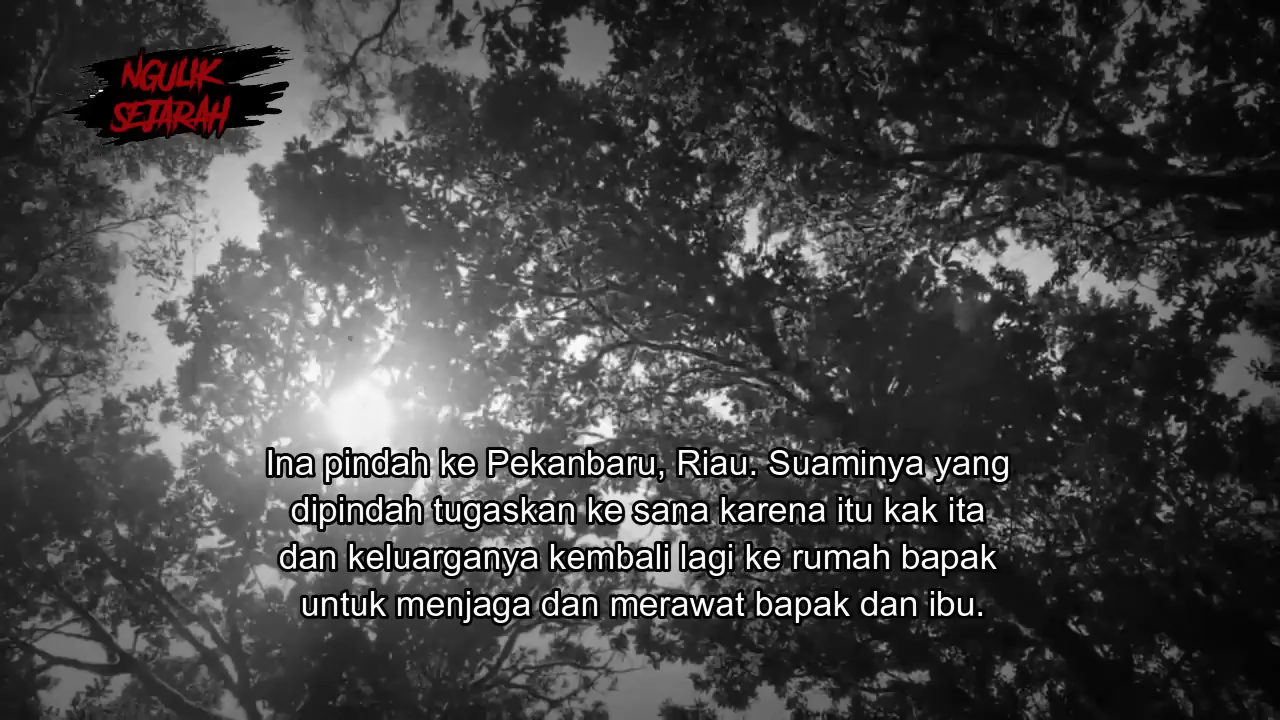 NGULIK
SEJARAH
Ina pindah ke Pekanbaru, Riau. Suaminya yang
dipindah tugaskan ke sana karena itu kak ita
dan keluarganya kembali lagi ke rumah bapak
untuk menjaga dan merawat bapak dan ibu.